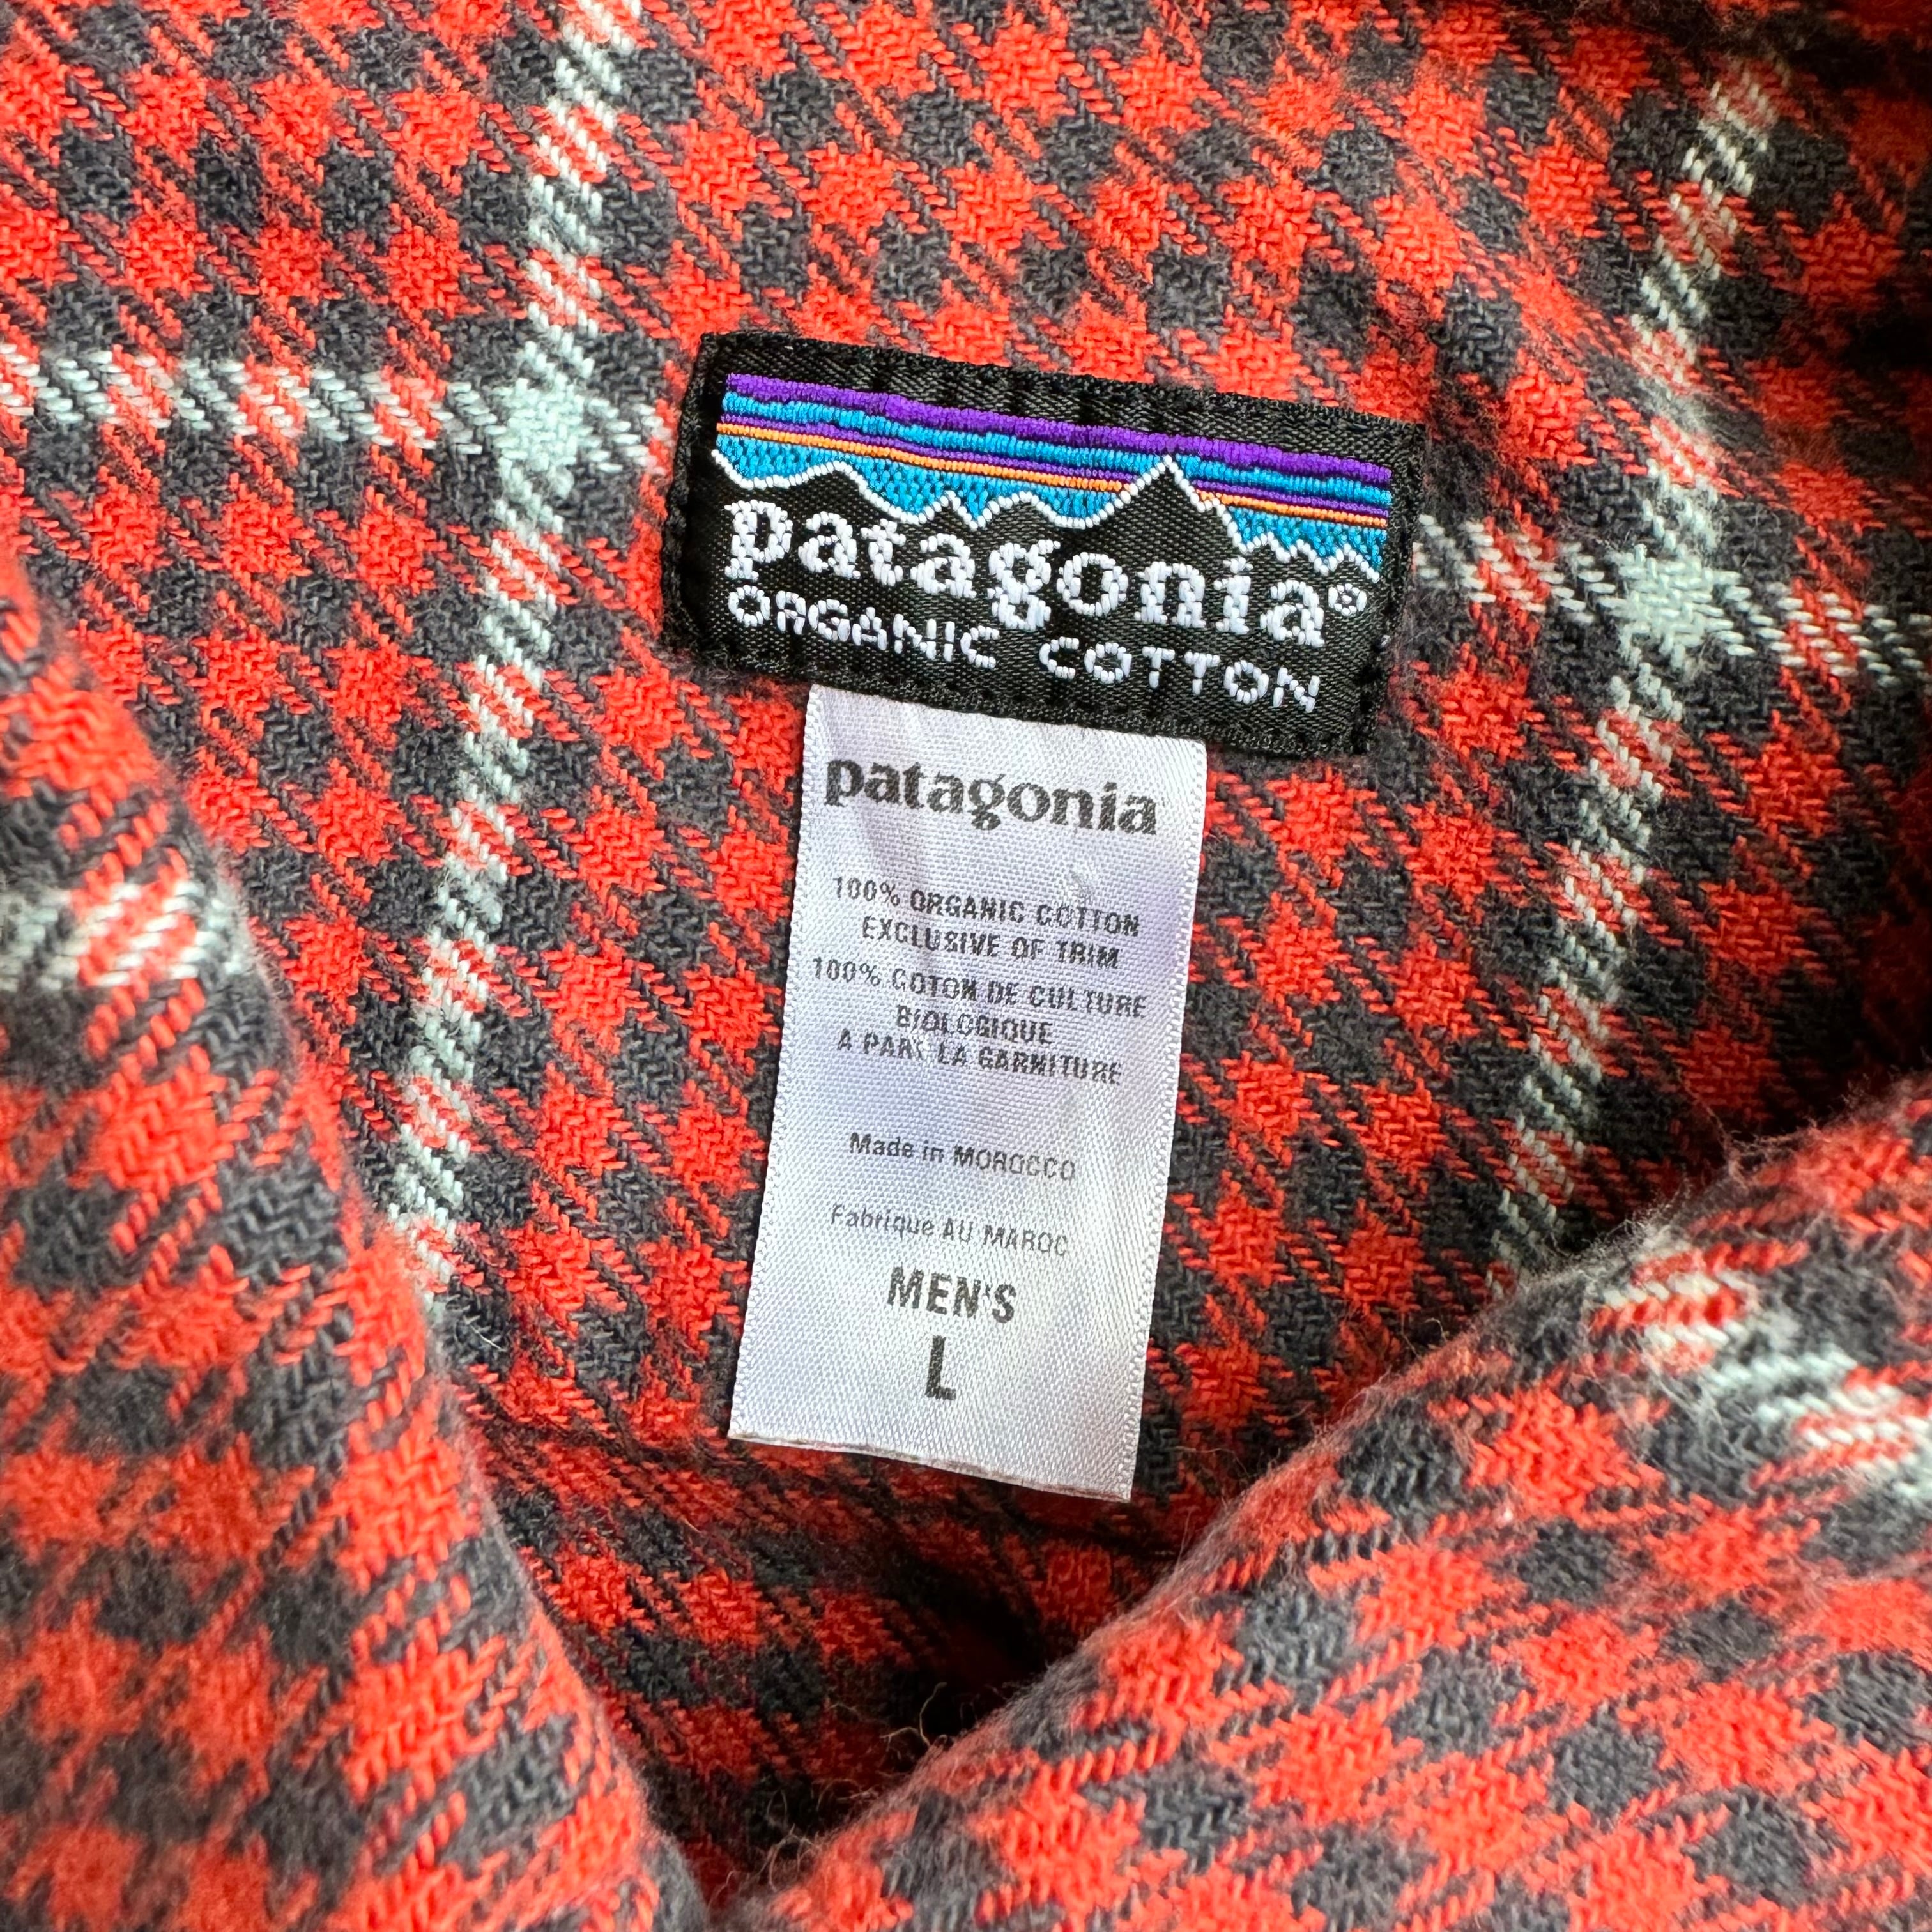 patagonia®
ORGANIC COTTON
patagonia
100% ORGANIC COTTON
EXCLUSIVE OF TRIM
100% COTON DE CULTURE
BIOLOGIQUE
A PART LA GARNITURE
Made in MOROCCO
Fabrique AU MAROC
MEN'S
L